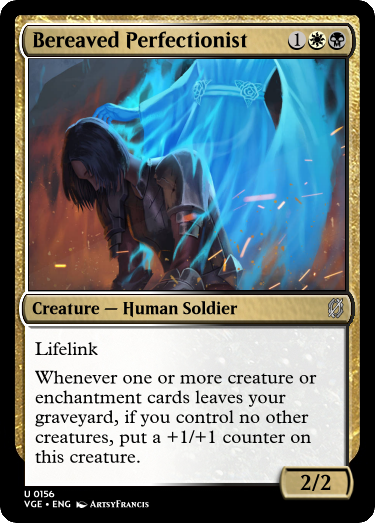 Bereaved Perfectionist 1
Creature — Human Soldier
Lifelink
Whenever one or more creature or
enchantment cards leaves your
graveyard, if you control no other
creatures, put a +1/+1 counter on
this creature.
2/2
U 0156
VGE • ENG ArtsyFrancis